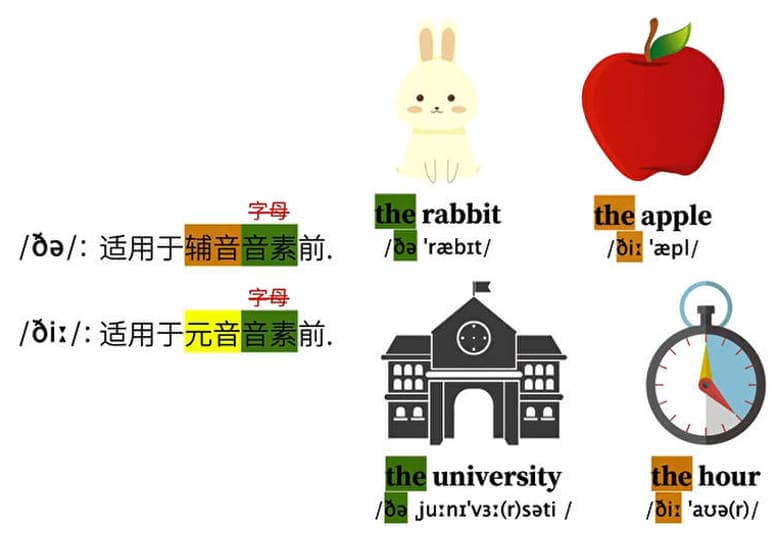 字母
/ðə/: 适用于辅音音素前.
字母
/ðiː/: 适用于元音音素前.
the rabbit
/ðə 'ræbɪt/
the apple
/ðiː 'æpl/
the university
/ðə ˌjuːnɪ'vɜː(r)səti /
the hour
/ðiː 'aʊə(r)/